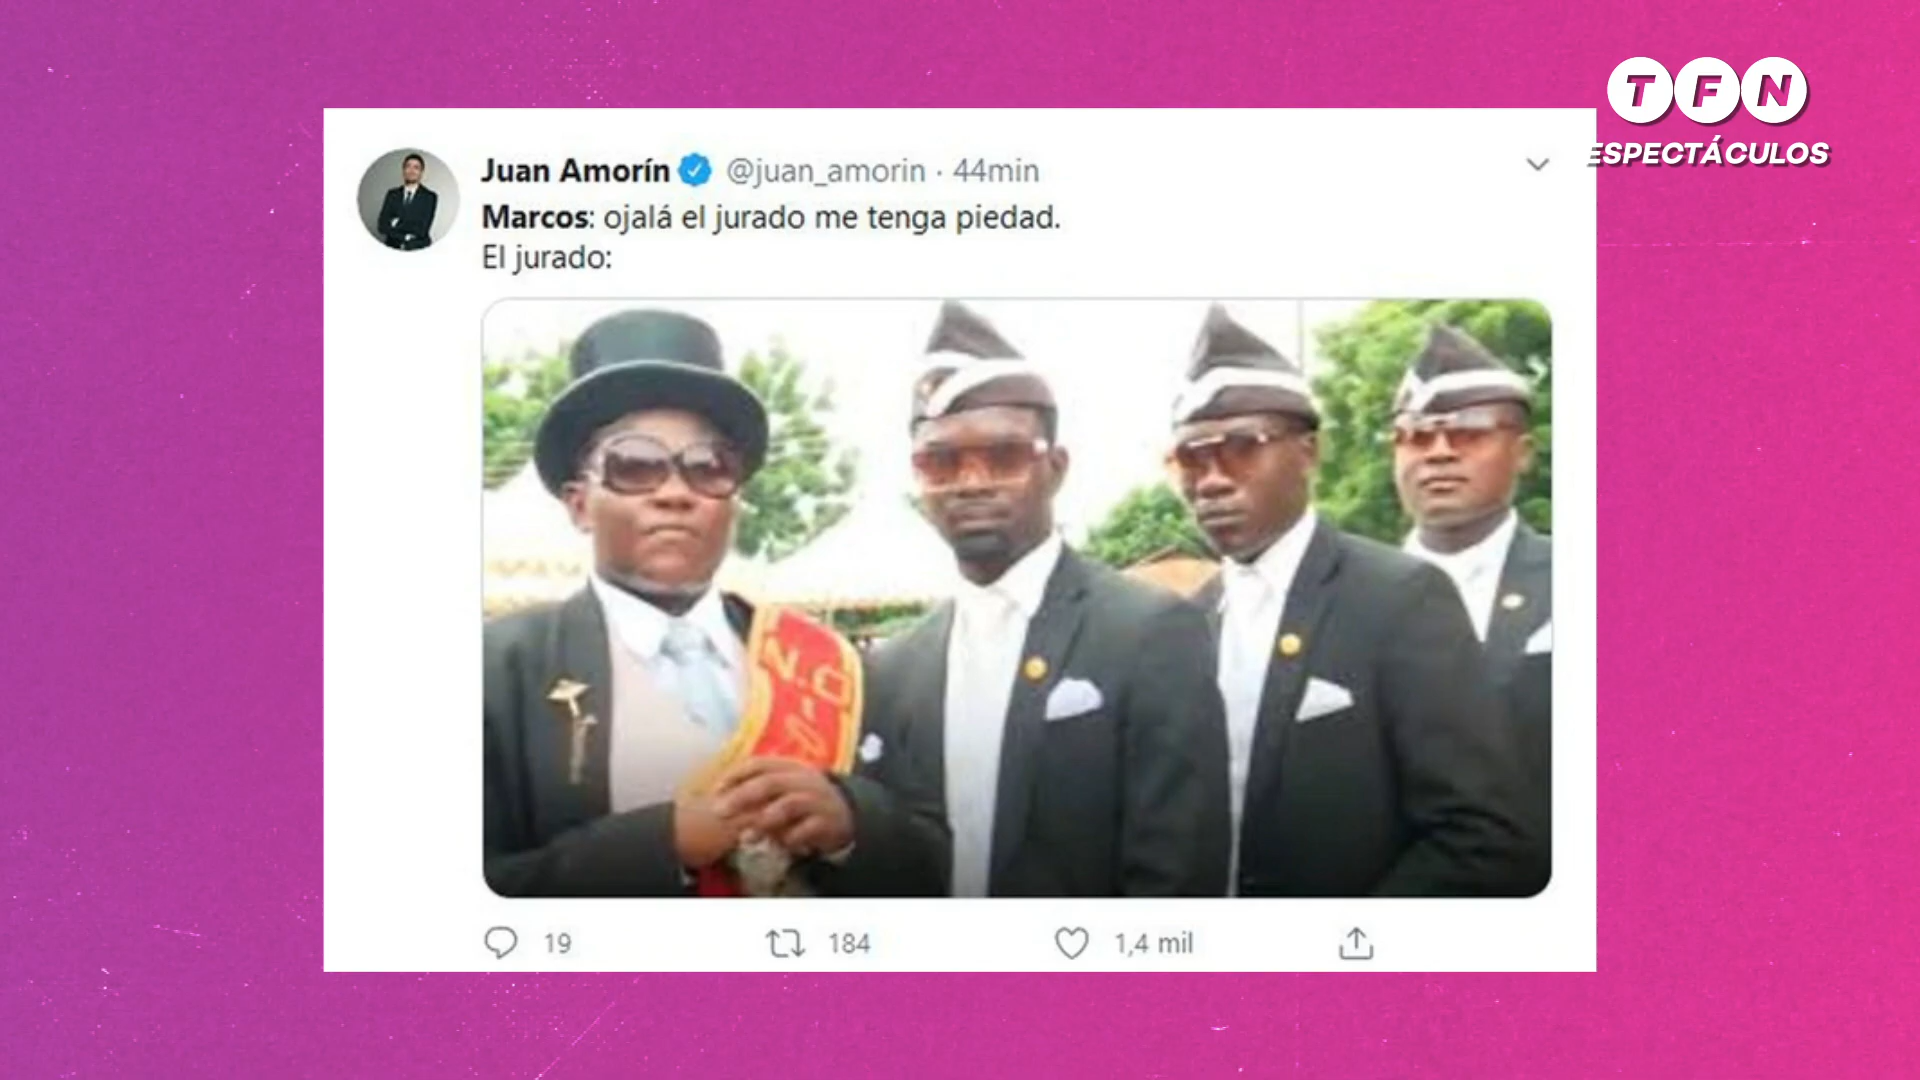 TFN
ESPECTÁCULOS
Juan Amorín @juan_amorin · 44min
Marcos: ojalá el jurado me tenga piedad.
El jurado:
N.O
19 184 1,4 mil